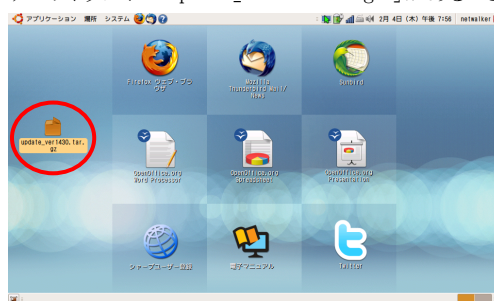 アプリケーション 場所 システム 2月 4日 (木) 午後 7:56 netwalker
Firefox ウェブ・ブラウザ
Mozilla Thunderbird Mail/News
Sunbird
update_ver1430.tar.gz
OpenOffice.org Word Processor
OpenOffice.org Spreadsheet
OpenOffice.org Presentation
シャープユーザー登録
電子マニュアル
Twitter